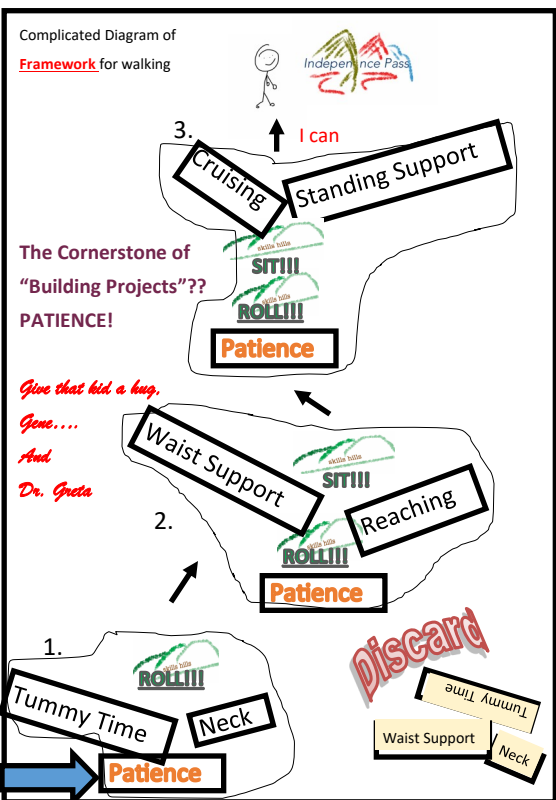 Complicated Diagram of
Framework for walking
Independence Pass
I can
3.
Cruising
Standing Support
skills hills
SIT!!!
skills hills
ROLL!!!
Patience
The Cornerstone of
“Building Projects”??
PATIENCE!
Give that kid a hug,
Gene….
And
Dr. Greta
2.
Waist Support
skills hills
SIT!!!
Reaching
skills hills
ROLL!!!
Patience
1.
skills hills
ROLL!!!
Tummy Time
Neck
Patience
Discard
Tummy Time
Waist Support
Neck